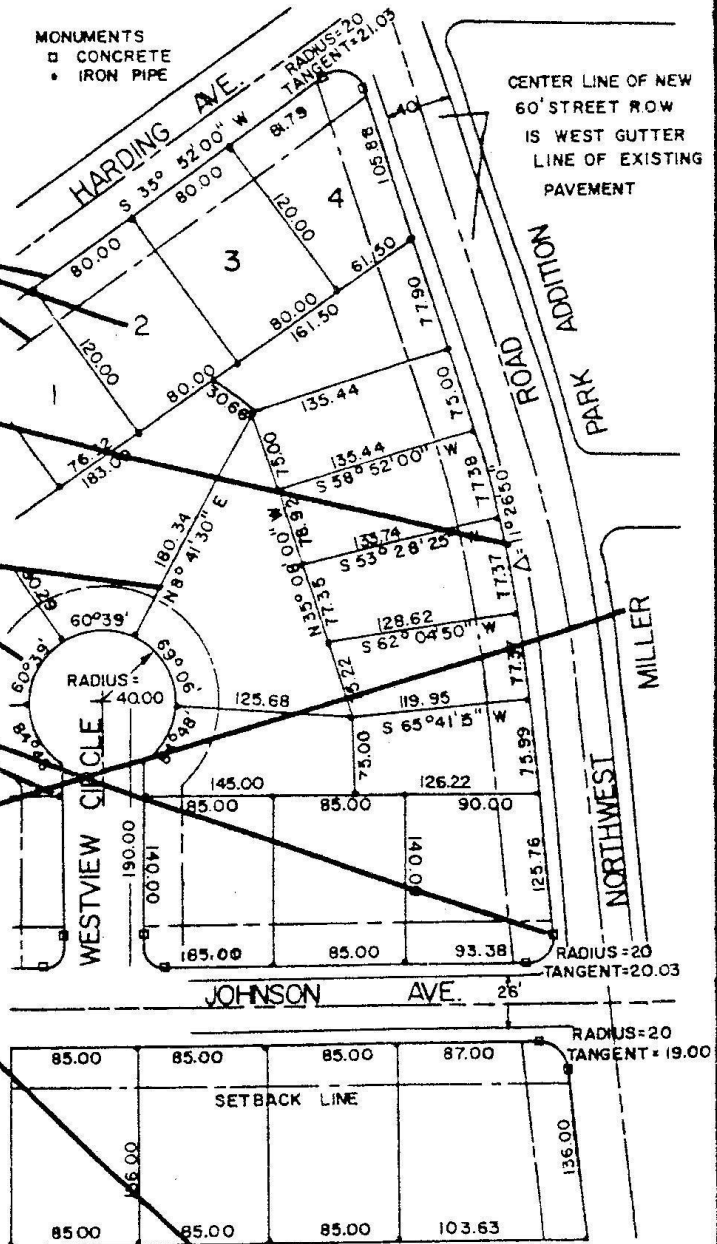 MONUMENTS
CONCRETE
IRON PIPE
HARDING AVE.
RADIUS=20
TANGENT=21.03
CENTER LINE OF NEW
60' STREET ROW
IS WEST GUTTER
LINE OF EXISTING
PAVEMENT
40'
S 35° 52'00" W
81.79
80.00
80.00
105.88
120.00
4
3
61.50
80.00
161.50
77.90
2
120.00
80.00
1
30.66
76.22
183.00
135.44
75.00
ROAD
PARK ADDITION
75.00
135.44
S 58° 52'00" W
77.38
78.92
133.74
S 53° 28'25" W
Δ=11°26'50"
180.34
N 8° 41'30" E
N 35° 08'00" W
77.35
77.37
128.62
S 62° 04'50" W
77.37
60°39'
60°39'
69°06'
RADIUS=
40.00
125.68
119.95
S 65°41'15" W
75.99
84°48'
75.00
MILLER
WESTVIEW CIRCLE
145.00
126.22
85.00
85.00
90.00
190.00
140.00
140.00
125.76
NORTHWEST
185.00
85.00
93.38
RADIUS=20
TANGENT=20.03
JOHNSON AVE.
26'
RADIUS=20
TANGENT=19.00
85.00
85.00
85.00
87.00
SETBACK LINE
136.00
136.00
85.00
85.00
85.00
103.63